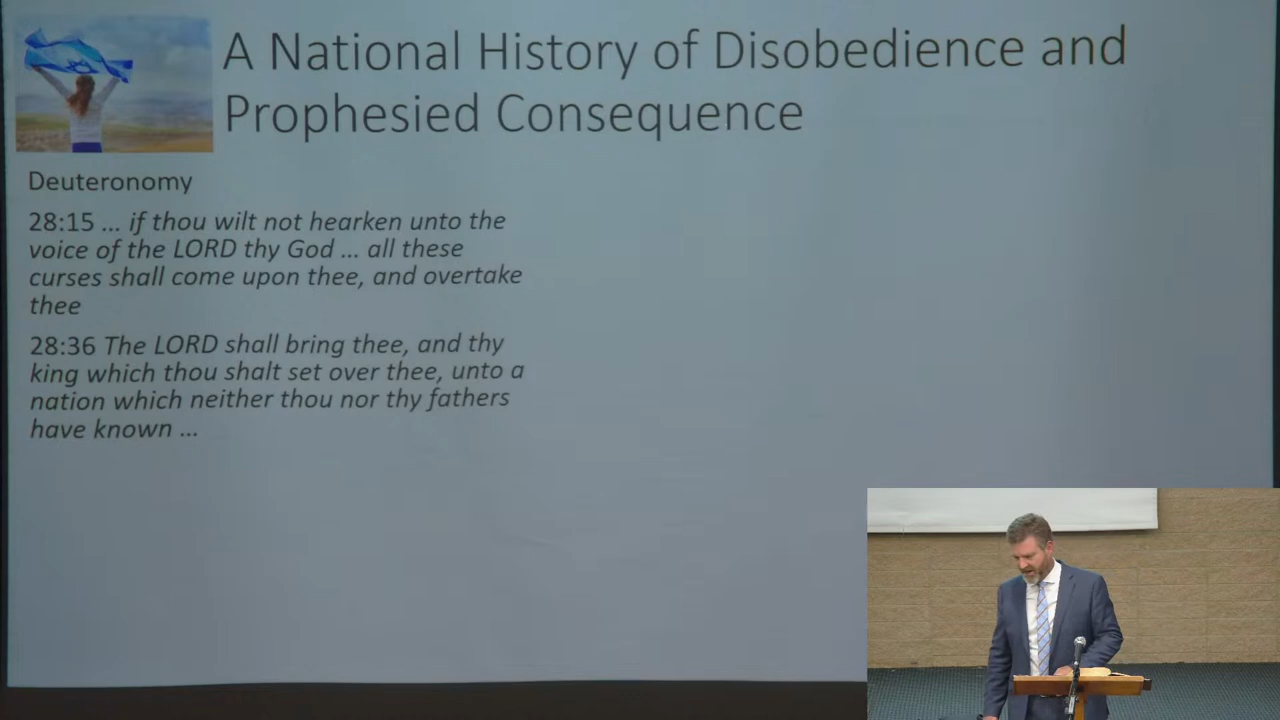 A National History of Disobedience and
Prophesied Consequence
Deuteronomy
28:15 ... if thou wilt not hearken unto the
voice of the LORD thy God ... all these
curses shall come upon thee, and overtake
thee
28:36 The LORD shall bring thee, and thy
king which thou shalt set over thee, unto a
nation which neither thou nor thy fathers
have known ...